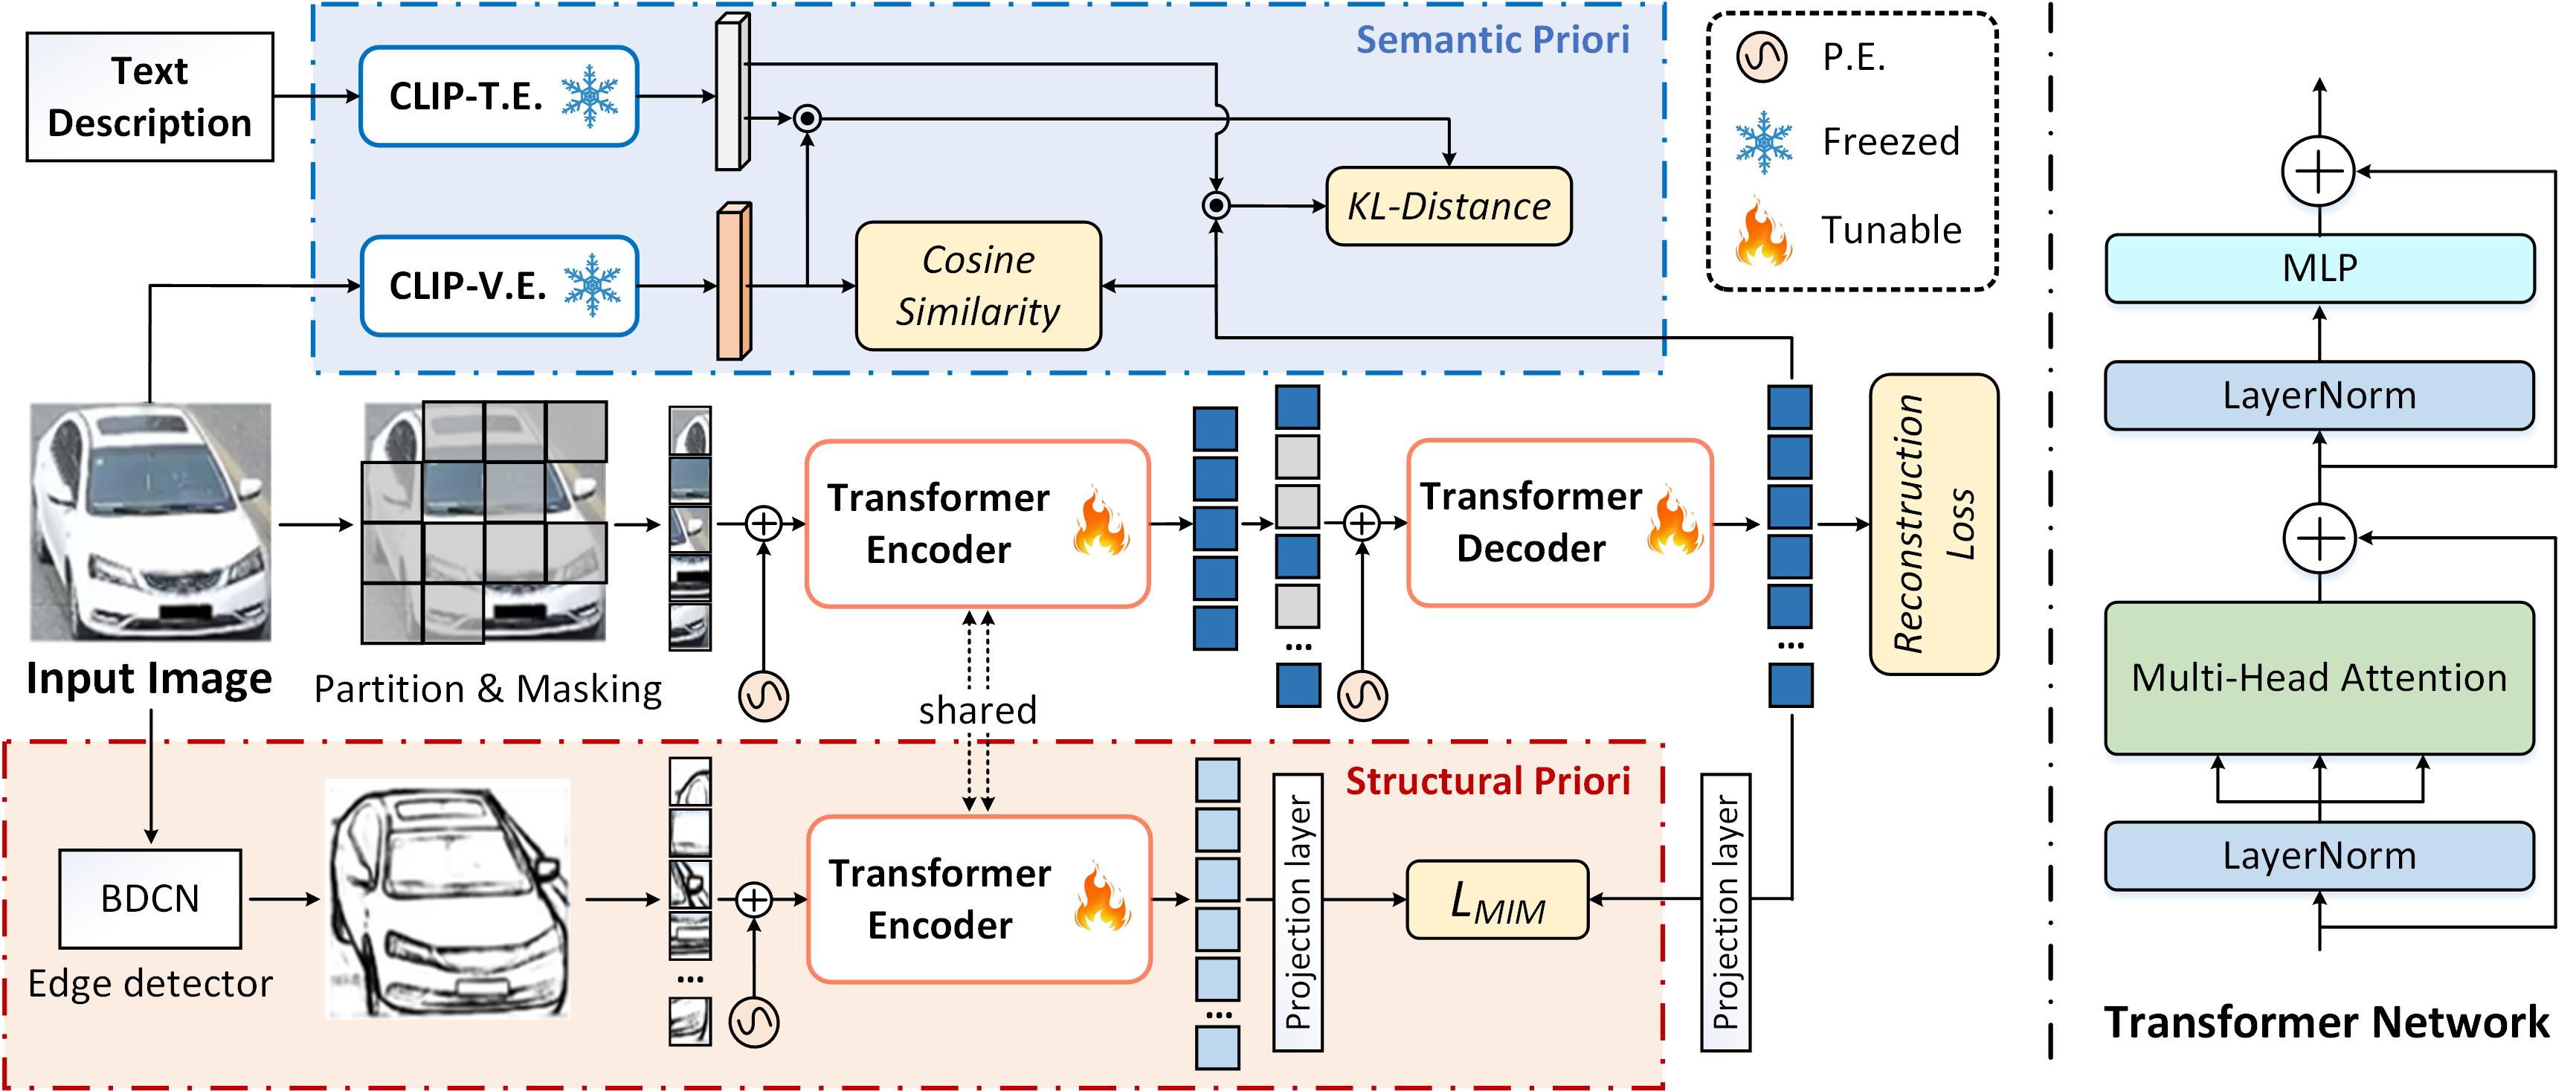 Semantic Priori
Text
Description
CLIP-T.E.
CLIP-V.E.
Cosine
Similarity
KL-Distance
P.E.
Freezed
Tunable
Input Image
Partition & Masking
Transformer
Encoder
Transformer
Decoder
...
...
Reconstruction
Loss
shared
Structural Priori
BDCN
Edge detector
...
Transformer
Encoder
...
Projection layer
LMIM
Projection layer
MLP
LayerNorm
Multi-Head Attention
LayerNorm
Transformer Network